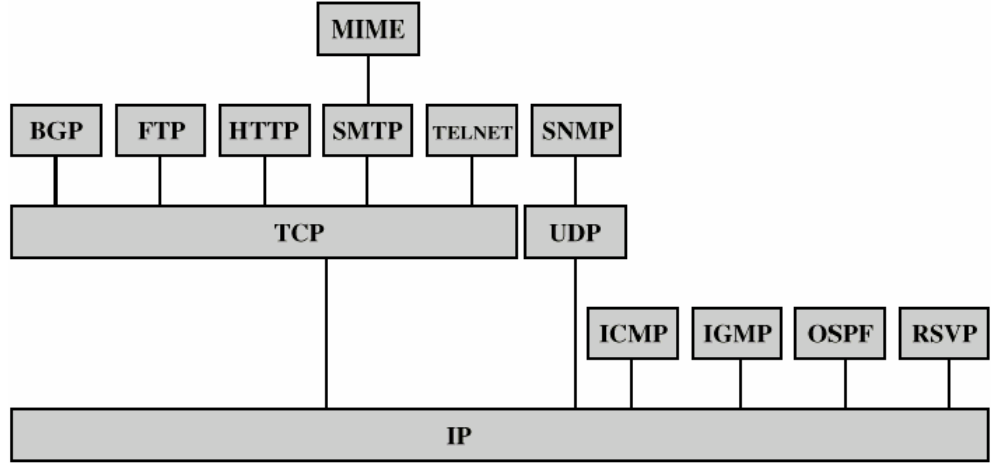 MIME
BGP FTP HTTP SMTP TELNET SNMP
TCP UDP
ICMP IGMP OSPF RSVP
IP